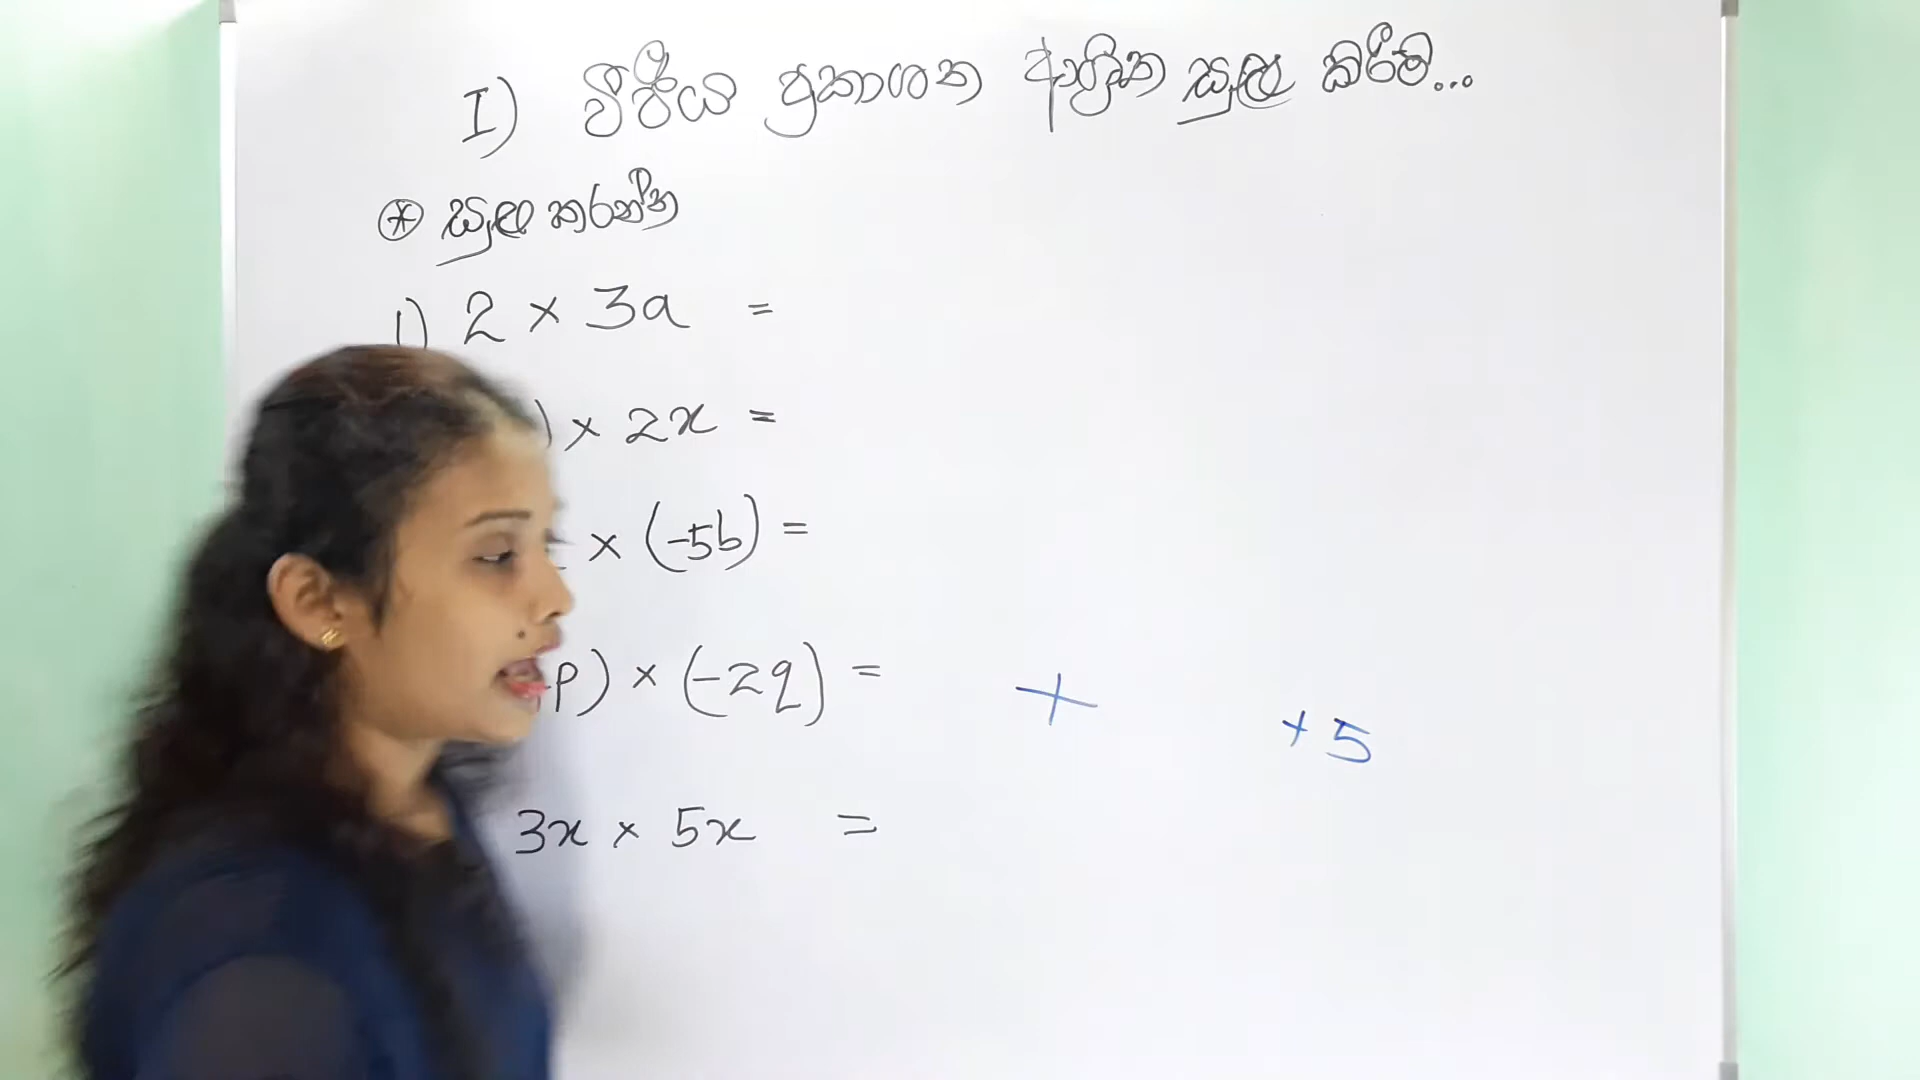 I) වීජීය ප්‍රකාශන ආශ්‍රිත සුළු කිරීම්...
⊛ සුළු කරන්න
1) 2 × 3a =
) × 2x =
× (-5b) =
p) × (-2q) = + +5
3x × 5x =